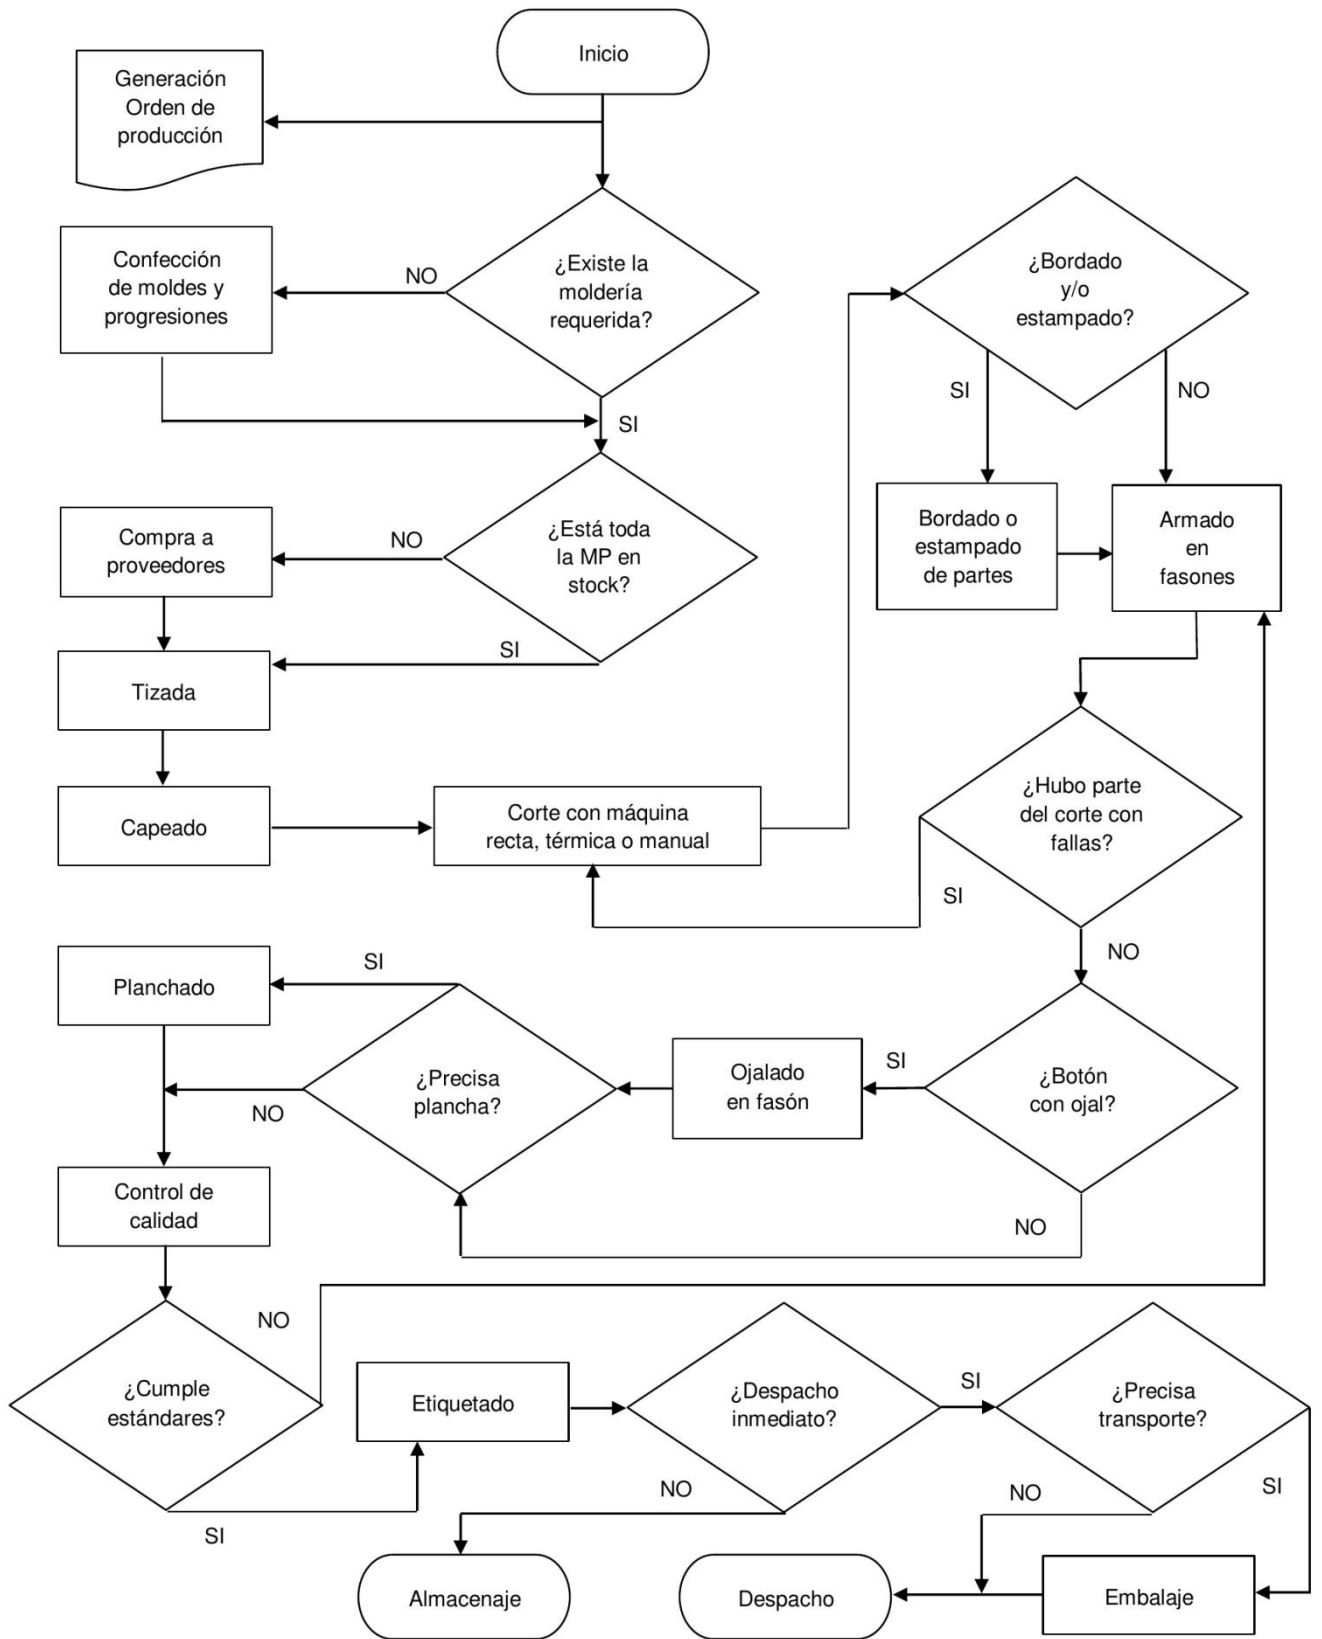 Inicio
Generación
Orden de
producción
¿Existe la
moldería
requerida?
NO
Confección
de moldes y
progresiones
SI
¿Está toda
la MP en
stock?
NO
Compra a
proveedores
SI
Tizada
Capeado
Corte con máquina
recta, térmica o manual
¿Bordado
y/o
estampado?
SI
NO
Bordado o
estampado
de partes
Armado
en
fasones
¿Hubo parte
del corte con
fallas?
SI
NO
¿Botón
con ojal?
SI
Ojalado
en fasón
NO
¿Precisa
plancha?
SI
Planchado
NO
Control de
calidad
¿Cumple
estándares?
NO
SI
Etiquetado
¿Despacho
inmediato?
SI
NO
¿Precisa
transporte?
NO
SI
Almacenaje
Despacho
Embalaje